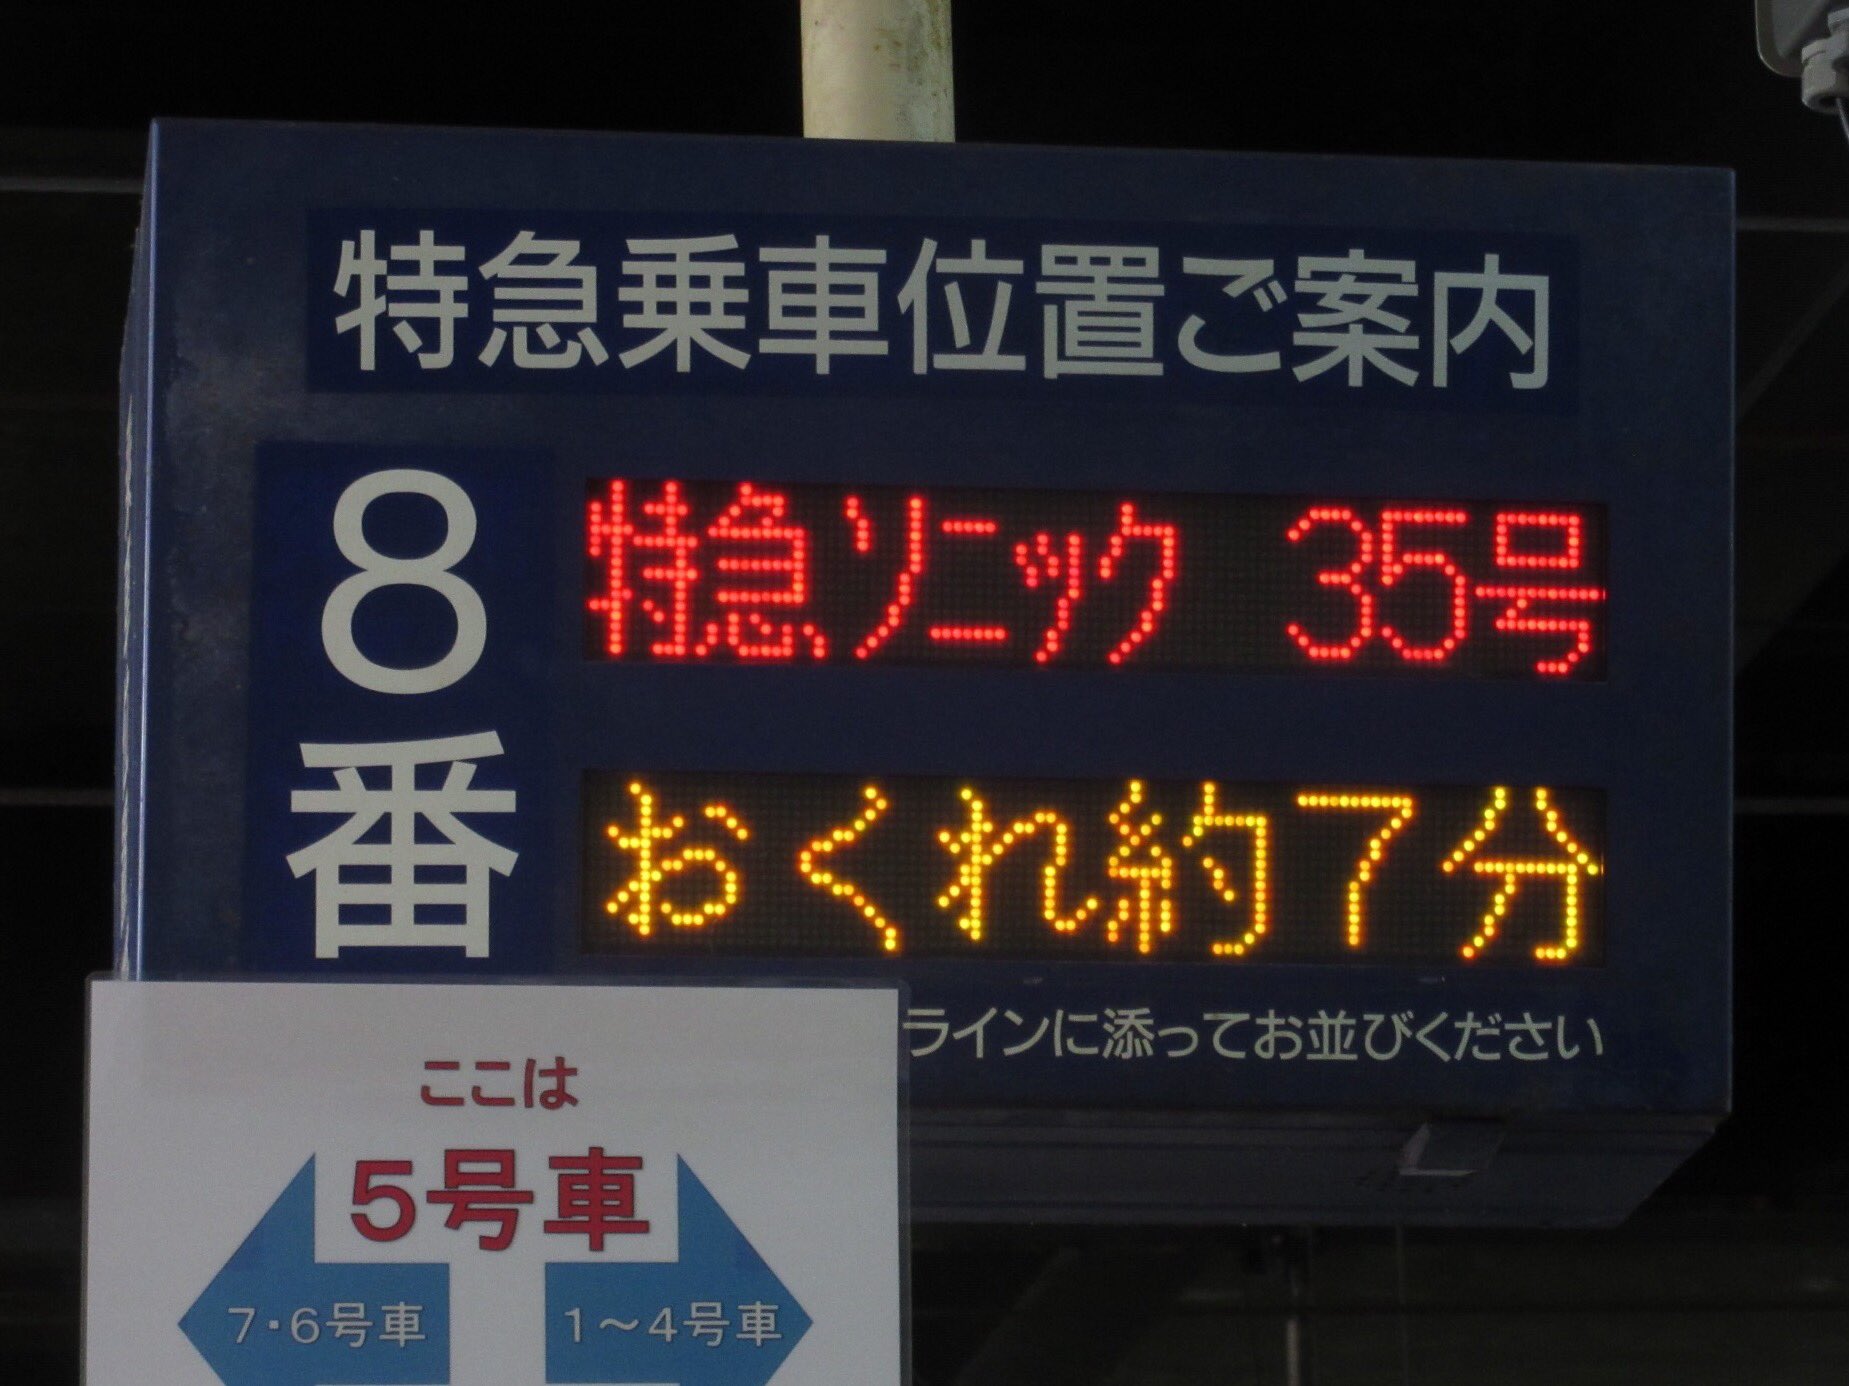 特急乗車位置ご案内
8番
特急ソニック 35号
おくれ約7分
ラインに添ってお並びください
ここは
5号車
7・6号車
1～4号車